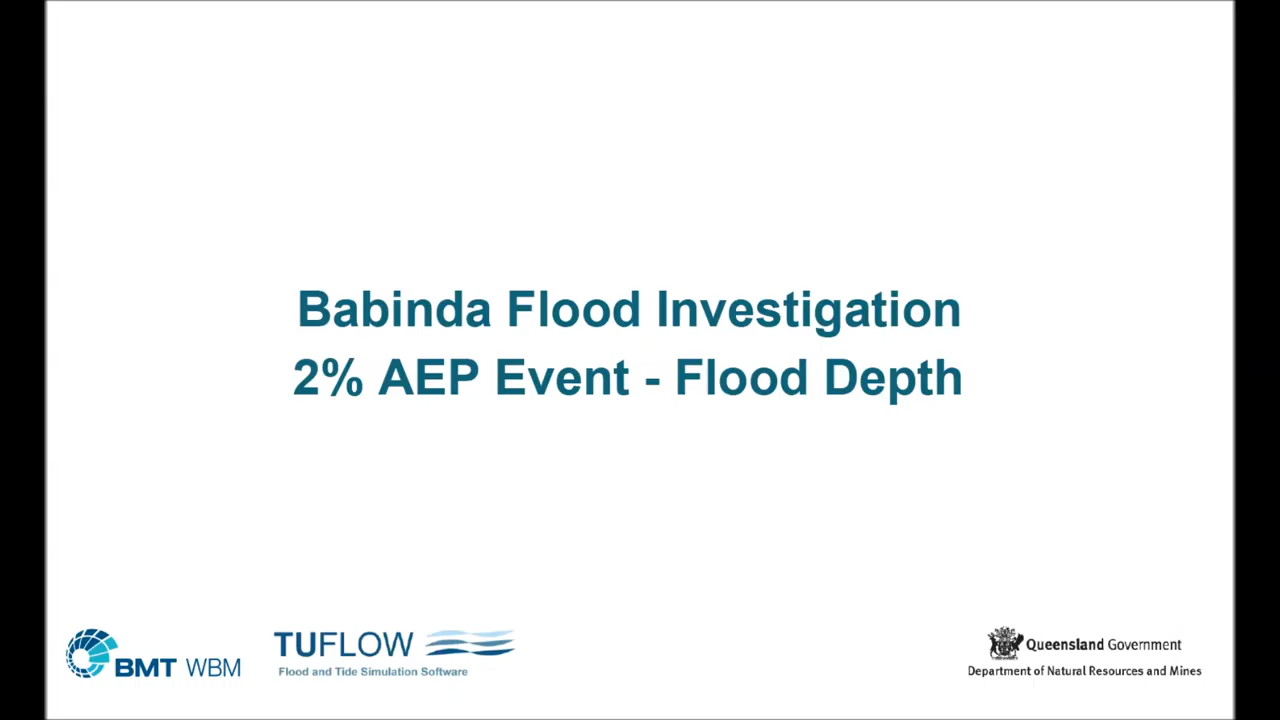 Babinda Flood Investigation
2% AEP Event - Flood Depth
BMT WBM
TUFLOW
Flood and Tide Simulation Software
Queensland Government
Department of Natural Resources and Mines